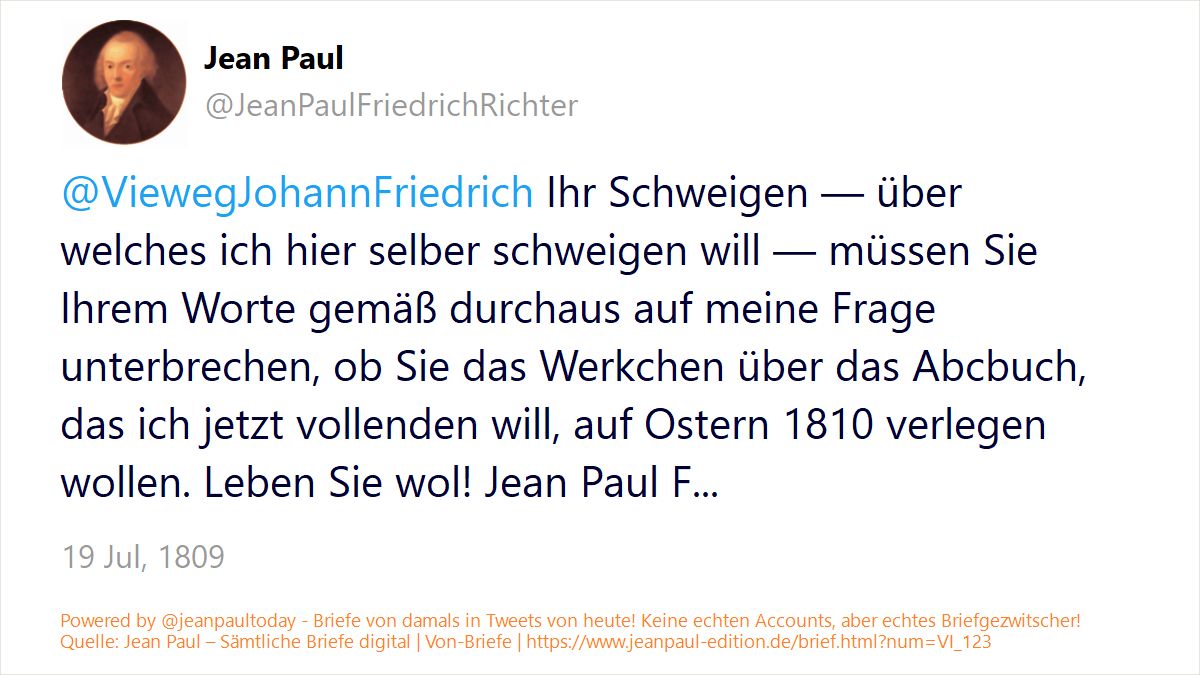 Jean Paul
@JeanPaulFriedrichRichter
@ViewegJohannFriedrich Ihr Schweigen — über
welches ich hier selber schweigen will — müssen Sie
Ihrem Worte gemäß durchaus auf meine Frage
unterbrechen, ob Sie das Werkchen über das Abcbuch,
das ich jetzt vollenden will, auf Ostern 1810 verlegen
wollen. Leben Sie wol! Jean Paul F...
19 Jul, 1809
Powered by @jeanpaultoday - Briefe von damals in Tweets von heute! Keine echten Accounts, aber echtes Briefgezwitscher!
Quelle: Jean Paul – Sämtliche Briefe digital | Von-Briefe | https://www.jeanpaul-edition.de/brief.html?num=VI_123